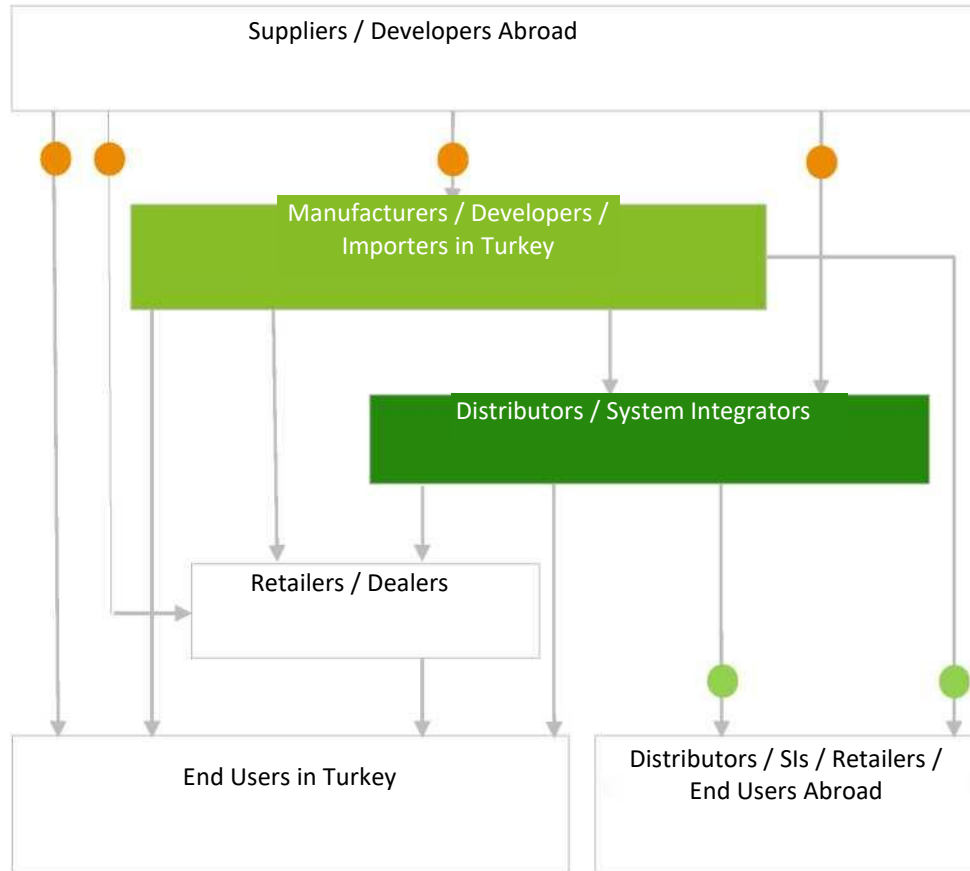 Suppliers / Developers Abroad
Manufacturers / Developers /
Importers in Turkey
Distributors / System Integrators
Retailers / Dealers
End Users in Turkey
Distributors / SIs / Retailers /
End Users Abroad